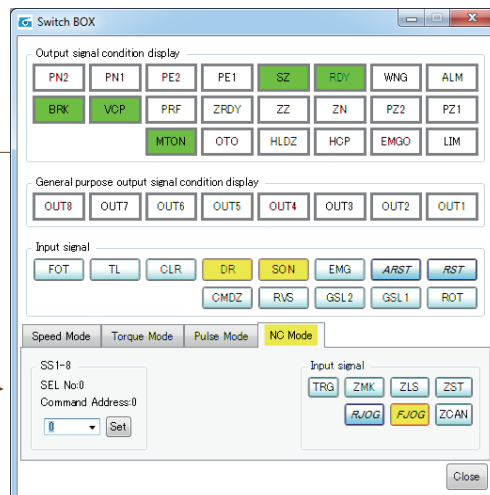 Switch BOX
Output signal condition display
PN2 PN1 PE2 PE1 SZ RDY WNG ALM
BRK VCP PRF ZRDY ZZ ZN PZ2 PZ1
MTON OTO HLDZ HCP EMGO LIM
General purpose output signal condition display
OUT8 OUT7 OUT6 OUT5 OUT4 OUT3 OUT2 OUT1
Input signal
FOT TL CLR DR SON EMG ARST RST
CMDZ RVS GSL2 GSL1 ROT
Speed Mode Torque Mode Pulse Mode NC Mode
SS1-8
SEL No:0
Command Address:0
0 Set
Input signal
TRG ZMK ZLS ZST
RJOG FJOG ZCAN
Close